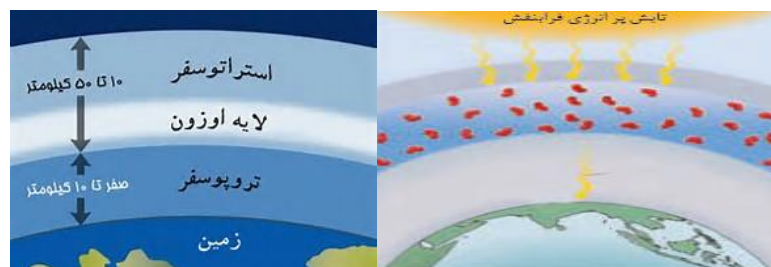 استراتوسفر
۱۰ تا ۵۰ کیلومتر
لایه اوزون
تروپوسفر
صفر تا ۱۰ کیلومتر
زمین
تابش پر انرژی فرابنفش